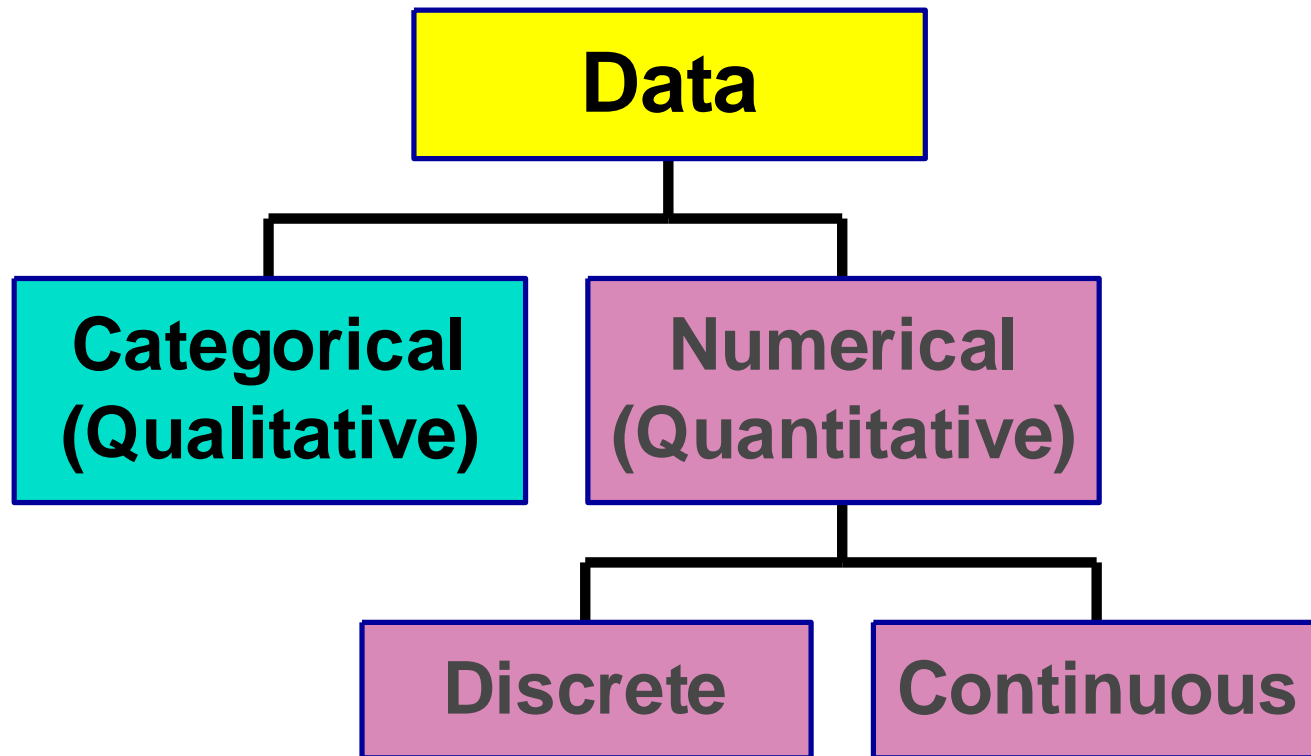 Data
Categorical
(Qualitative)
Numerical
(Quantitative)
Discrete
Continuous